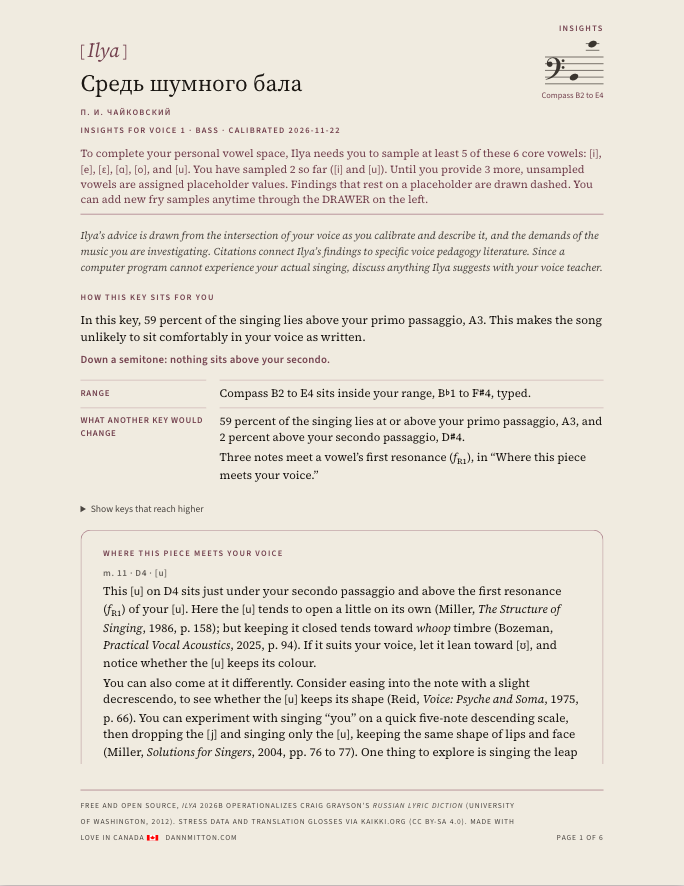 INSIGHTS
[Ilya]
Средь шумного бала
Compass B2 to E4
П. И. ЧАЙКОВСКИЙ
INSIGHTS FOR VOICE 1 · BASS · CALIBRATED 2026-11-22
To complete your personal vowel space, Ilya needs you to sample at least 5 of these 6 core vowels: [i],
[e], [ɛ], [ɑ], [o], and [u]. You have sampled 2 so far ([i] and [u]). Until you provide 3 more, unsampled
vowels are assigned placeholder values. Findings that rest on a placeholder are drawn dashed. You
can add new fry samples anytime through the DRAWER on the left.
Ilya's advice is drawn from the intersection of your voice as you calibrate and describe it, and the demands of the
music you are investigating. Citations connect Ilya's findings to specific voice pedagogy literature. Since a
computer program cannot experience your actual singing, discuss anything Ilya suggests with your voice teacher.
HOW THIS KEY SITS FOR YOU
In this key, 59 percent of the singing lies above your primo passaggio, A3. This makes the song
unlikely to sit comfortably in your voice as written.
Down a semitone: nothing sits above your secondo.
RANGE
Compass B2 to E4 sits inside your range, B♭1 to F♯4, typed.
WHAT ANOTHER KEY WOULD
CHANGE
59 percent of the singing lies at or above your primo passaggio, A3, and
2 percent above your secondo passaggio, D♯4.
Three notes meet a vowel's first resonance (fR1), in “Where this piece
meets your voice.”
▶ Show keys that reach higher
WHERE THIS PIECE MEETS YOUR VOICE
m. 11 · D4 · [u]
This [u] on D4 sits just under your secondo passaggio and above the first resonance
(fR1) of your [u]. Here the [u] tends to open a little on its own (Miller, The Structure of
Singing, 1986, p. 158); but keeping it closed tends toward whoop timbre (Bozeman,
Practical Vocal Acoustics, 2025, p. 94). If it suits your voice, let it lean toward [ʊ], and
notice whether the [u] keeps its colour.
You can also come at it differently. Consider easing into the note with a slight
decrescendo, to see whether the [u] keeps its shape (Reid, Voice: Psyche and Soma, 1975,
p. 66). You can experiment with singing “you” on a quick five-note descending scale,
then dropping the [j] and singing only the [u], keeping the same shape of lips and face
(Miller, Solutions for Singers, 2004, pp. 76 to 77). One thing to explore is singing the leap
FREE AND OPEN SOURCE, ILYA 2026B OPERATIONALIZES CRAIG GRAYSON'S RUSSIAN LYRIC DICTION (UNIVERSITY
OF WASHINGTON, 2012). STRESS DATA AND TRANSLATION GLOSSES VIA KAIKKI.ORG (CC BY-SA 4.0). MADE WITH
LOVE IN CANADA 🇨🇦 DANNMITTON.COM
PAGE 1 OF 6